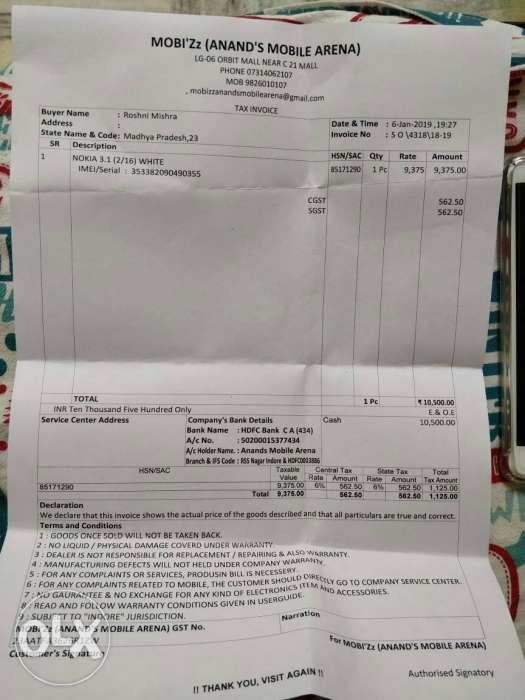 MOBI'Zz (ANAND'S MOBILE ARENA)
LG-06 ORBIT MALL NEAR C 21 MALL
PHONE 07314062107
MOB 9826010107
, mobizzanandsmobilearena@gmail.com
TAX INVOICE
Buyer Name : Roshni Mishra
Address :
State Name & Code: Madhya Pradesh,23
Date & Time : 6-Jan-2019 ,19:27
Invoice No : S O \4318\18-19
SR Description HSN/SAC Qty Rate Amount
1 NOKIA 3.1 (2/16) WHITE 85171290 1 Pc 9,375 9,375.00
IMEI/Serial : 353382090490355
CGST 562.50
SGST 562.50
TOTAL 1 Pc ₹ 10,500.00
INR Ten Thousand Five Hundred Only E.& O.E
Service Center Address Company's Bank Details Cash 10,500.00
Bank Name : HDFC Bank C A (434)
A/c No. : 50200015377434
A/c Holder Name. : Anands Mobile Arena
Branch & IFS Code : RSS Nagar Indore & HDFC0003886
HSN/SAC Taxable Central Tax State Tax Total
Value Rate Amount Rate Amount Tax Amount
85171290 9,375.00 6% 562.50 6% 562.50 1,125.00
Total 9,375.00 562.50 562.50 1,125.00
Declaration
We declare that this invoice shows the actual price of the goods described and that all particulars are true and correct.
Terms and Conditions
1 : GOODS ONCE SOLD WILL NOT BE TAKEN BACK.
2 : NO LIQUID / PHYSICAL DAMAGE COVERD UNDER WARRANTY.
3 : DEALER IS NOT RESPONSIBLE FOR REPLACEMENT / REPAIRING & ALSO WARRANTY.
4 : MANUFACTURING DEFECTS WILL NOT HELD UNDER COMPANY WARRANTY.
5 : FOR ANY COMPLAINTS OR SERVICES, PRODUSIN BILL IS NECESSERY.
6 : FOR ANY COMPLAINTS RELATED TO MOBILE, THE CUSTOMER SHOULD DIRECTLY GO TO COMPANY SERVICE CENTER.
7 : NO GAURENTEE & NO EXCHANGE FOR ANY KIND OF ELECTRONICS ITEM AND ACCESSORIES.
8 : READ AND FOLLOW WARRANTY CONDITIONS GIVEN IN USERGUIDE.
9 : SUBJECT TO "INDORE" JURISDICTION.
MOBI'Zz (ANAND'S MOBILE ARENA) GST No. Narration
For MOBI'Zz (ANAND'S MOBILE ARENA)
Customer's Signature
Authorised Signatory
!! THANK YOU, VISIT AGAIN !!
OLX